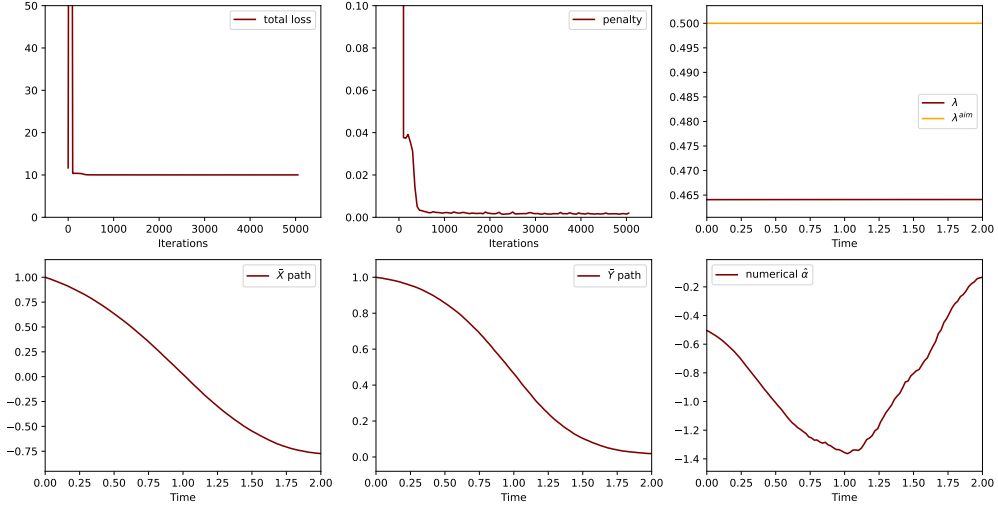 50
40
30
20
10
0
0 1000 2000 3000 4000 5000
Iterations
total loss
0.10
0.08
0.06
0.04
0.02
0.00
0 1000 2000 3000 4000 5000
Iterations
penalty
0.500
0.495
0.490
0.485
0.480
0.475
0.470
0.465
0.00 0.25 0.50 0.75 1.00 1.25 1.50 1.75 2.00
Time
λ
λ^aim
1.00
0.75
0.50
0.25
0.00
−0.25
−0.50
−0.75
0.00 0.25 0.50 0.75 1.00 1.25 1.50 1.75 2.00
Time
X̄ path
1.0
0.8
0.6
0.4
0.2
0.0
0.00 0.25 0.50 0.75 1.00 1.25 1.50 1.75 2.00
Time
Ȳ path
−0.2
−0.4
−0.6
−0.8
−1.0
−1.2
−1.4
0.00 0.25 0.50 0.75 1.00 1.25 1.50 1.75 2.00
Time
numerical α̂